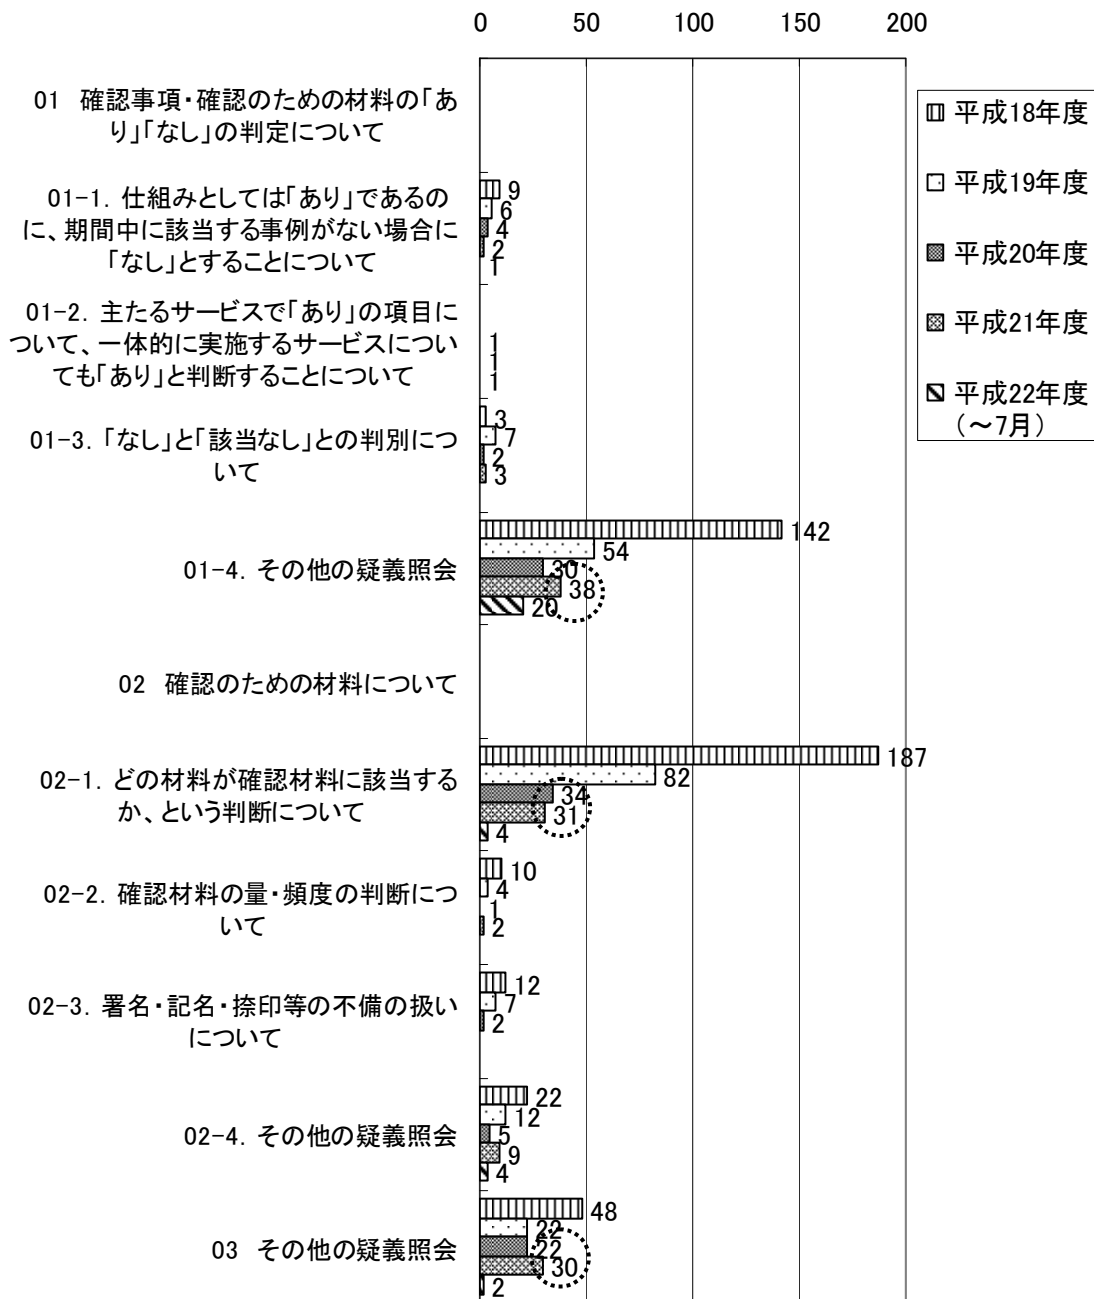 0 50 100 150 200
01 確認事項・確認のための材料の「あ
り」「なし」の判定について
01-1. 仕組みとしては「あり」であるの
に、期間中に該当する事例がない場合に
「なし」とすることについて
9
6
4
2
1
01-2. 主たるサービスで「あり」の項目に
ついて、一体的に実施するサービスについ
ても「あり」と判断することについて
1
1
1
01-3. 「なし」と「該当なし」との判別につ
いて
3
7
2
3
01-4. その他の疑義照会
142
54
30
38
20
02 確認のための材料について
02-1. どの材料が確認材料に該当する
か、という判断について
187
82
34
31
4
02-2. 確認材料の量・頻度の判断につ
いて
10
4
1
2
02-3. 署名・記名・捺印等の不備の扱い
について
12
7
2
02-4. その他の疑義照会
22
12
5
9
4
03 その他の疑義照会
48
22
22
30
2
平成18年度
平成19年度
平成20年度
平成21年度
平成22年度
(～7月)